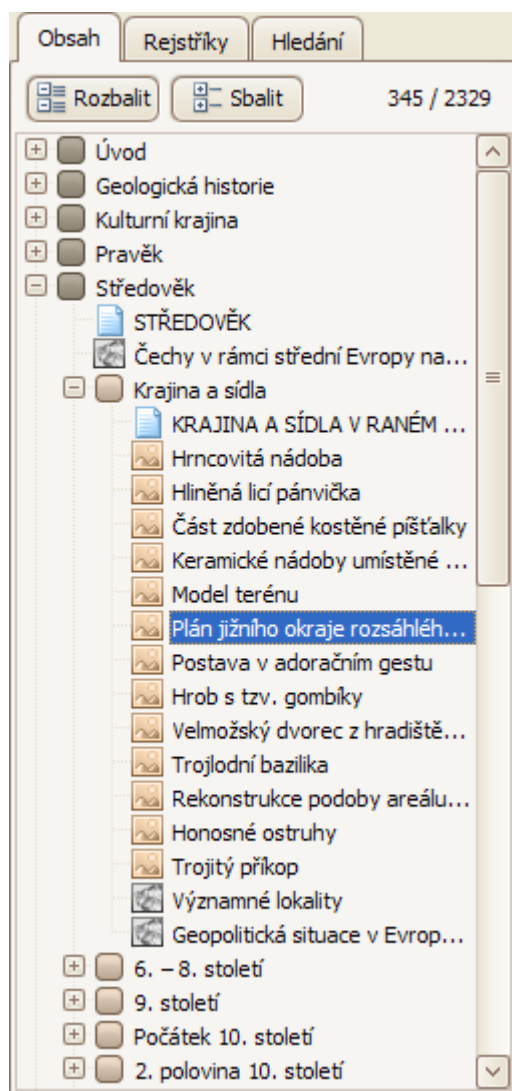 Obsah Rejstříky Hledání
Rozbalit Sbalit 345 / 2329
Úvod
Geologická historie
Kulturní krajina
Pravěk
Středověk
STŘEDOVĚK
Čechy v rámci střední Evropy na...
Krajina a sídla
KRAJINA A SÍDLA V RANÉM ...
Hrncovitá nádoba
Hliněná licí pánvička
Část zdobené kostěné píšťalky
Keramické nádoby umístěné ...
Model terénu
Plán jižního okraje rozsáhléh...
Postava v adoračním gestu
Hrob s tzv. gombíky
Velmožský dvorec z hradiště...
Trojlodní bazilika
Rekonstrukce podoby areálu...
Honosné ostruhy
Trojitý příkop
Významné lokality
Geopolitická situace v Evrop...
6. – 8. století
9. století
Počátek 10. století
2. polovina 10. století